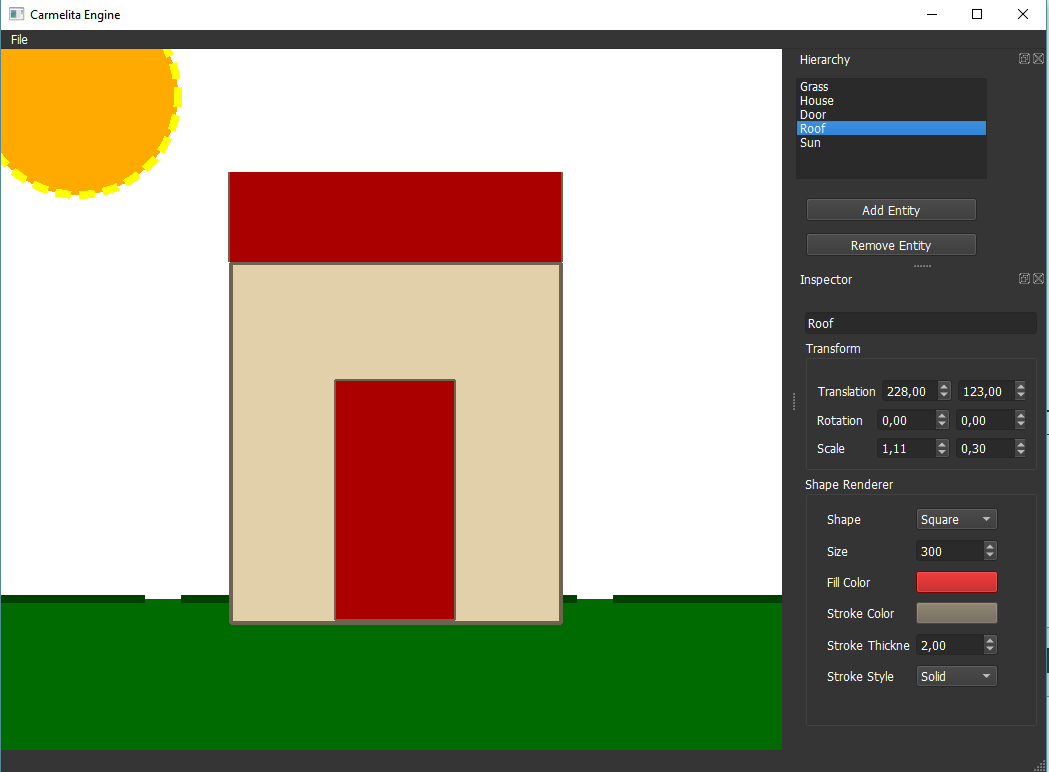 Carmelita Engine
File
Hierarchy
Grass
House
Door
Roof
Sun
Add Entity
Remove Entity
Inspector
Roof
Transform
Translation 228,00 123,00
Rotation 0,00 0,00
Scale 1,11 0,30
Shape Renderer
Shape Square
Size 300
Fill Color
Stroke Color
Stroke Thickne 2,00
Stroke Style Solid